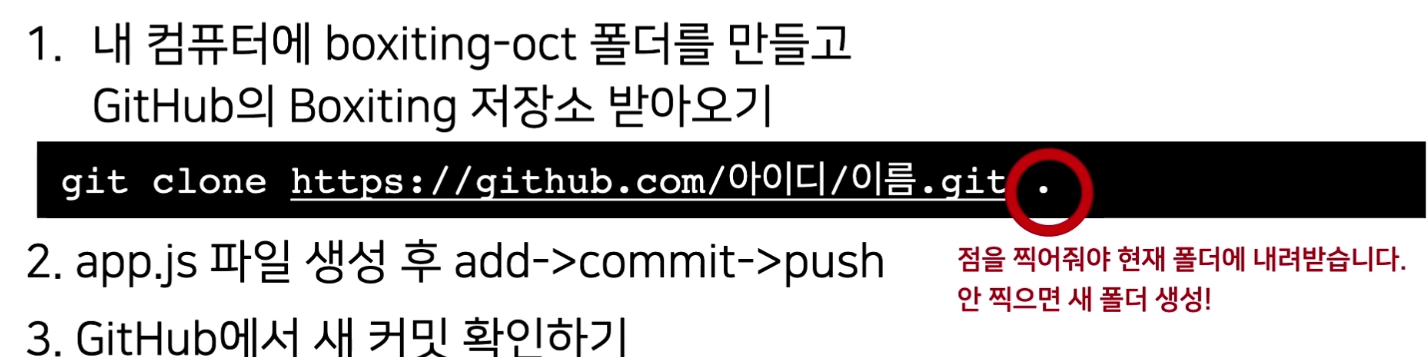 1. 내 컴퓨터에 boxiting-oct 폴더를 만들고
GitHub의 Boxiting 저장소 받아오기
git clone https://github.com/아이디/이름.git .
2. app.js 파일 생성 후 add->commit->push
점을 찍어줘야 현재 폴더에 내려받습니다.
안 찍으면 새 폴더 생성!
3. GitHub에서 새 커밋 확인하기